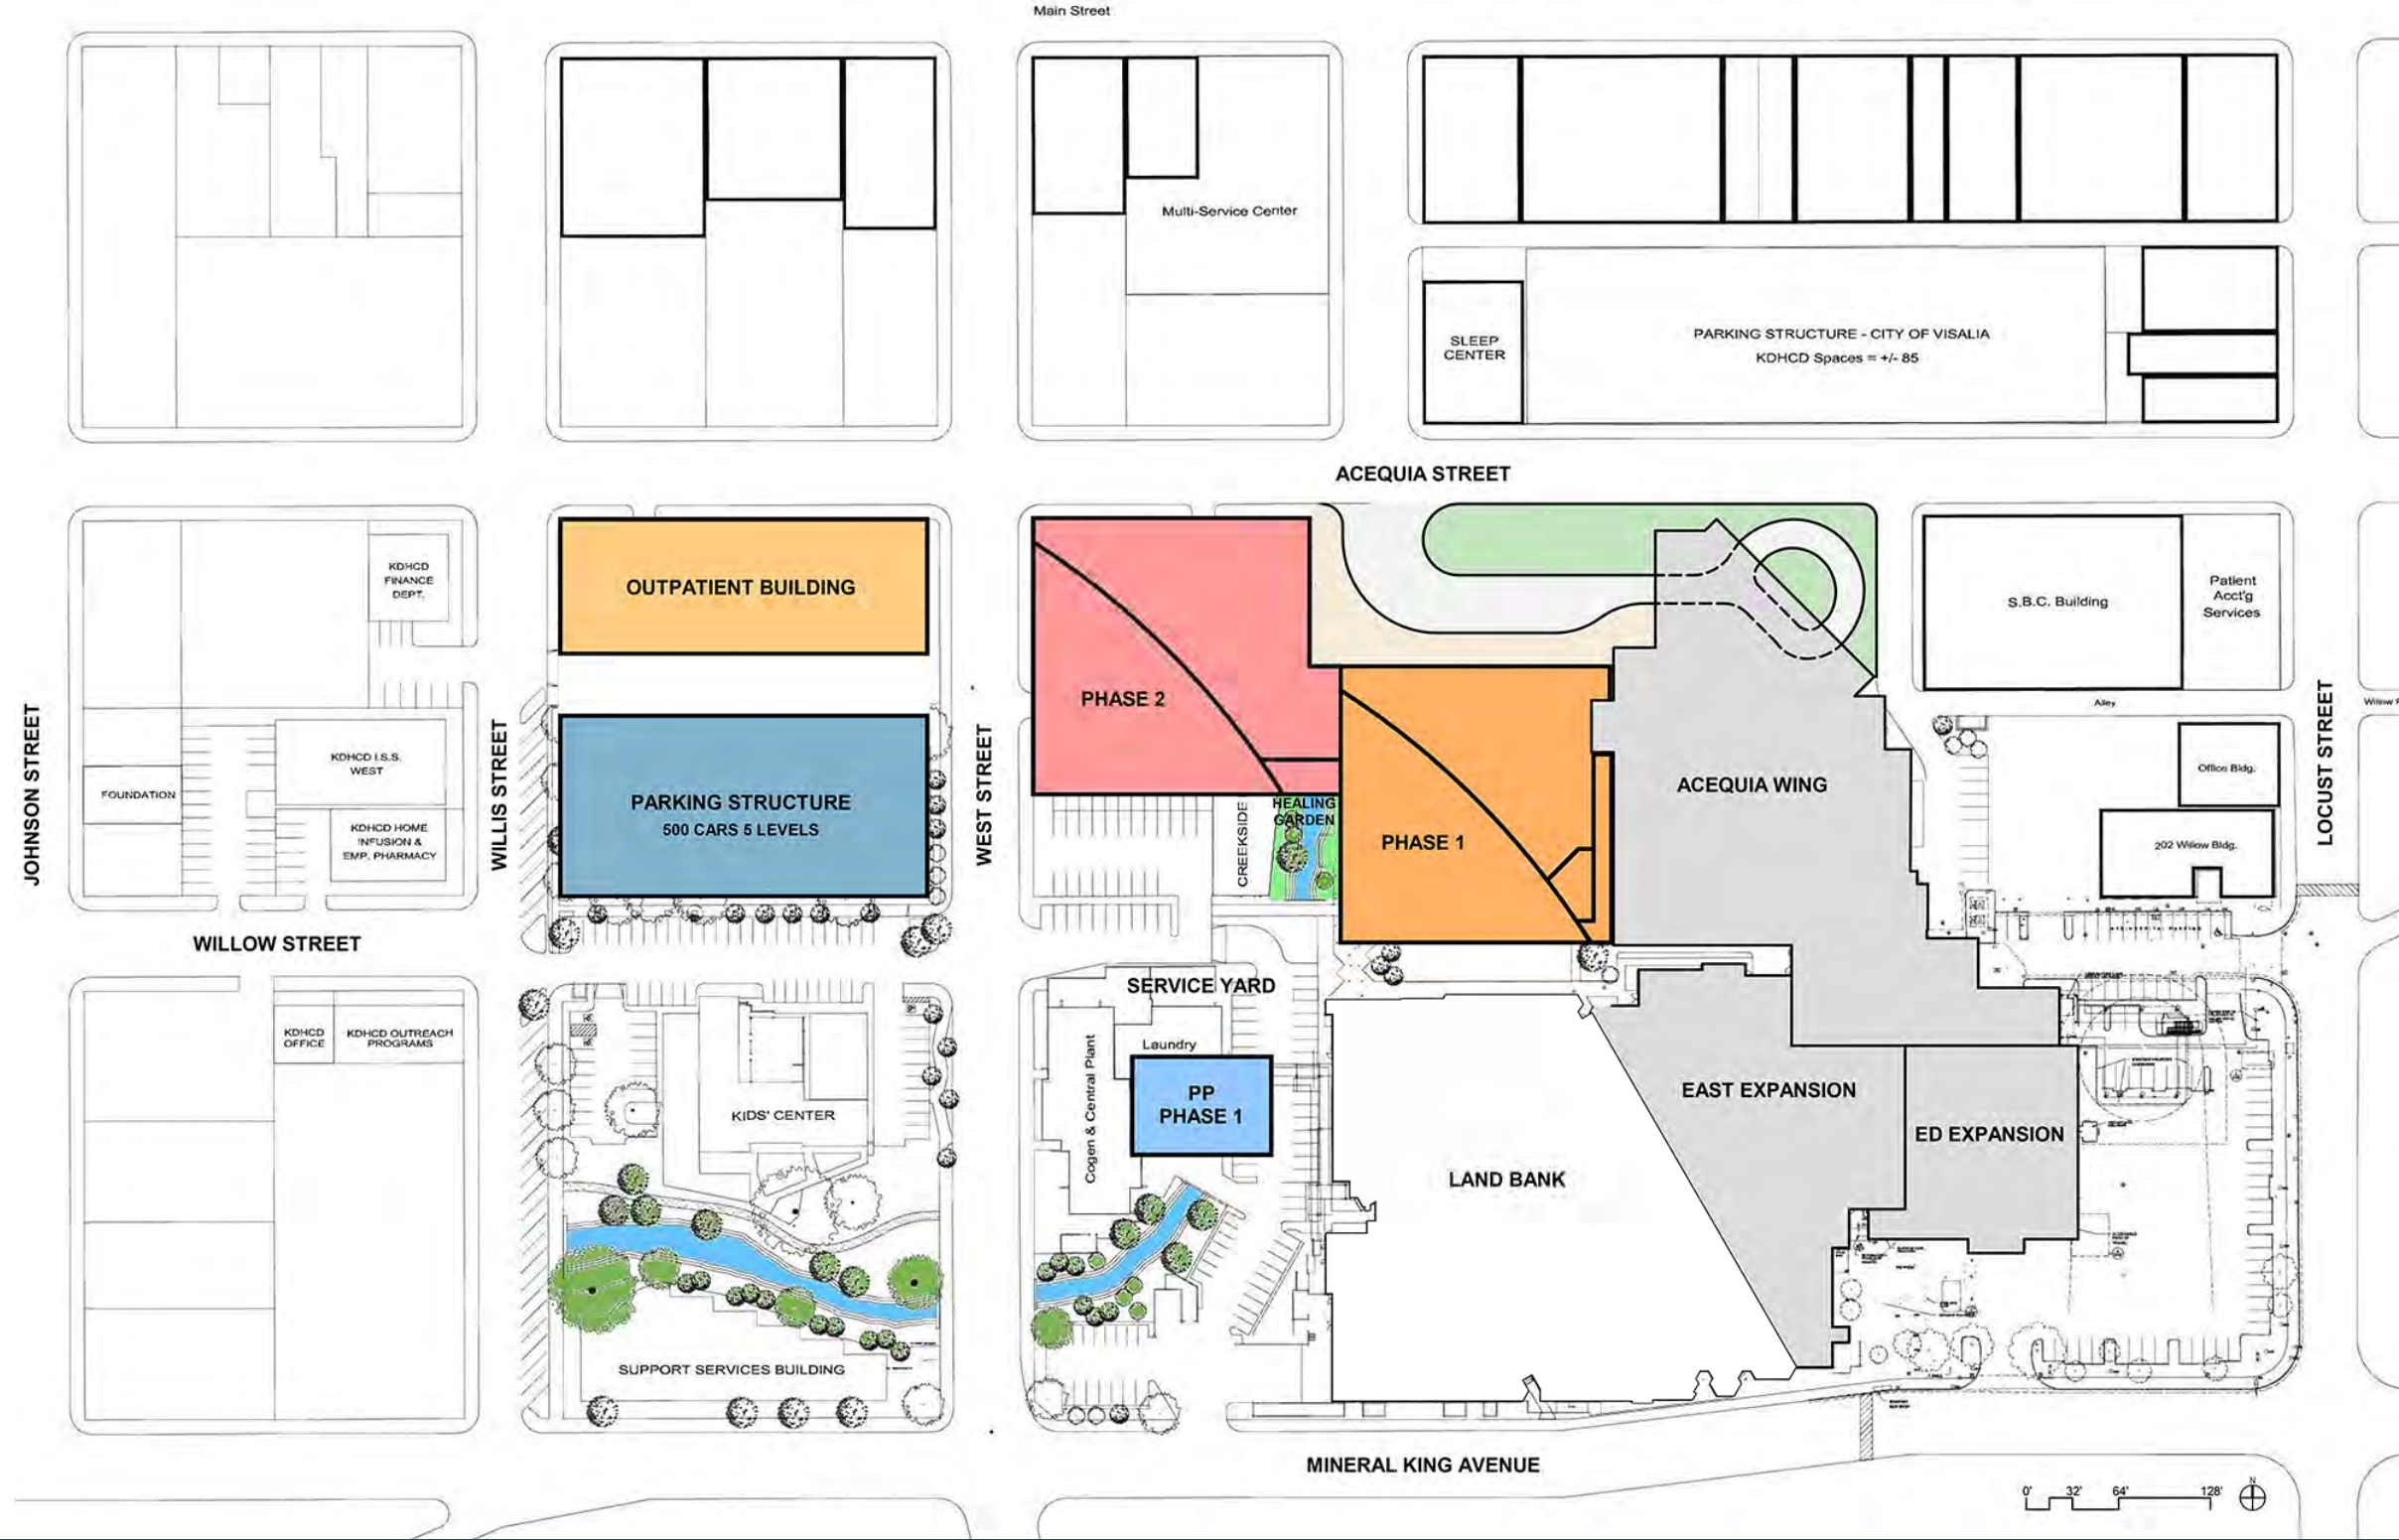 Main Street
Multi-Service Center
SLEEP
CENTER
PARKING STRUCTURE - CITY OF VISALIA
KDHCD Spaces = +/- 85
ACEQUIA STREET
KDHCD
FINANCE
DEPT.
OUTPATIENT BUILDING
S.B.C. Building
Patient
Acct'g
Services
PHASE 2
Alley
JOHNSON STREET
WILLIS STREET
WEST STREET
LOCUST STREET
KDHCD I.S.S.
WEST
FOUNDATION
PARKING STRUCTURE
500 CARS 5 LEVELS
ACEQUIA WING
Office Bldg.
CREEKSIDE
HEALING
GARDEN
KDHCD HOME
INFUSION &
EMP. PHARMACY
PHASE 1
202 Willow Bldg.
WILLOW STREET
SERVICE YARD
KDHCD
OFFICE
KDHCD OUTREACH
PROGRAMS
Laundry
Cogen & Central Plant
PP
PHASE 1
KIDS' CENTER
EAST EXPANSION
ED EXPANSION
LAND BANK
SUPPORT SERVICES BUILDING
MINERAL KING AVENUE
0' 32' 64' 128'
N